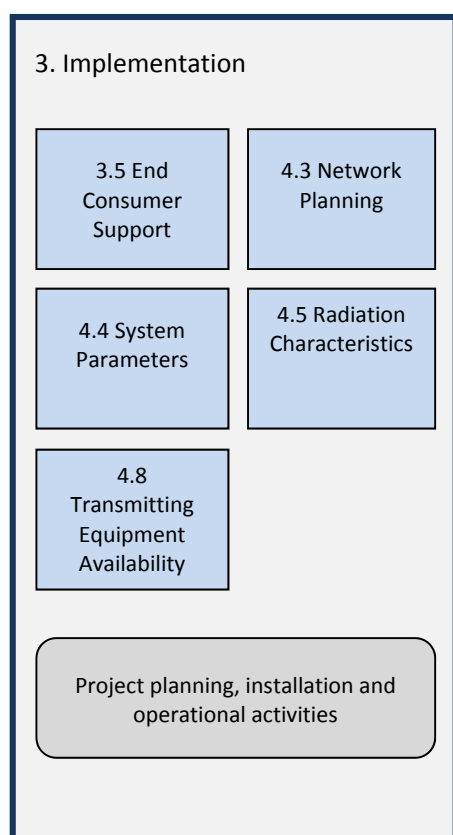 3. Implementation
3.5 End
Consumer
Support
4.3 Network
Planning
4.4 System
Parameters
4.5 Radiation
Characteristics
4.8
Transmitting
Equipment
Availability
Project planning, installation and
operational activities